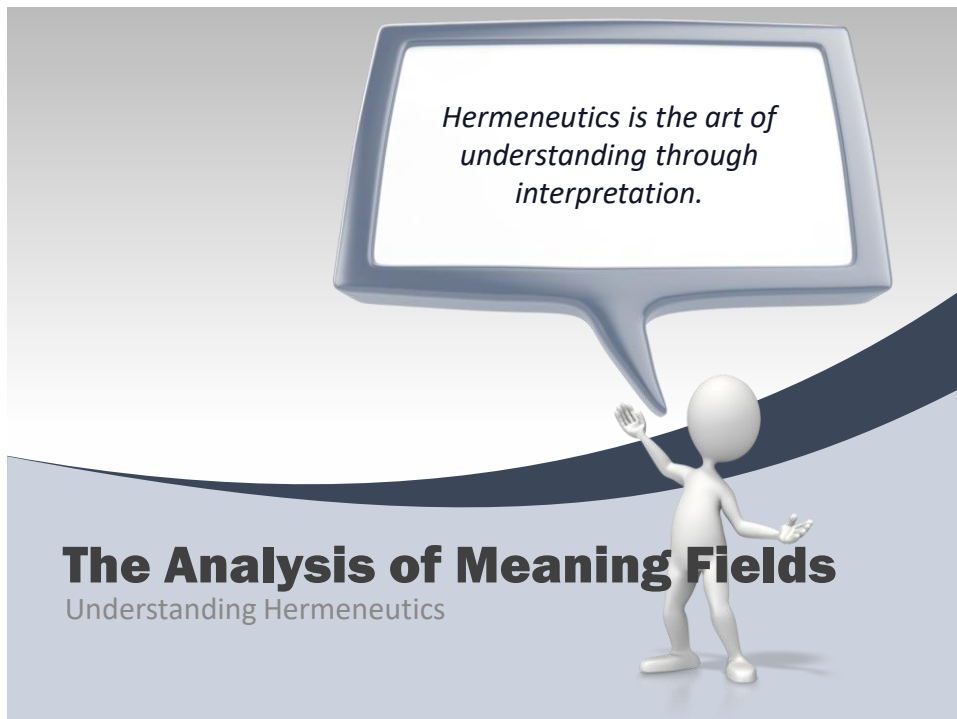 Hermeneutics is the art of
understanding through
interpretation.
The Analysis of Meaning Fields
Understanding Hermeneutics